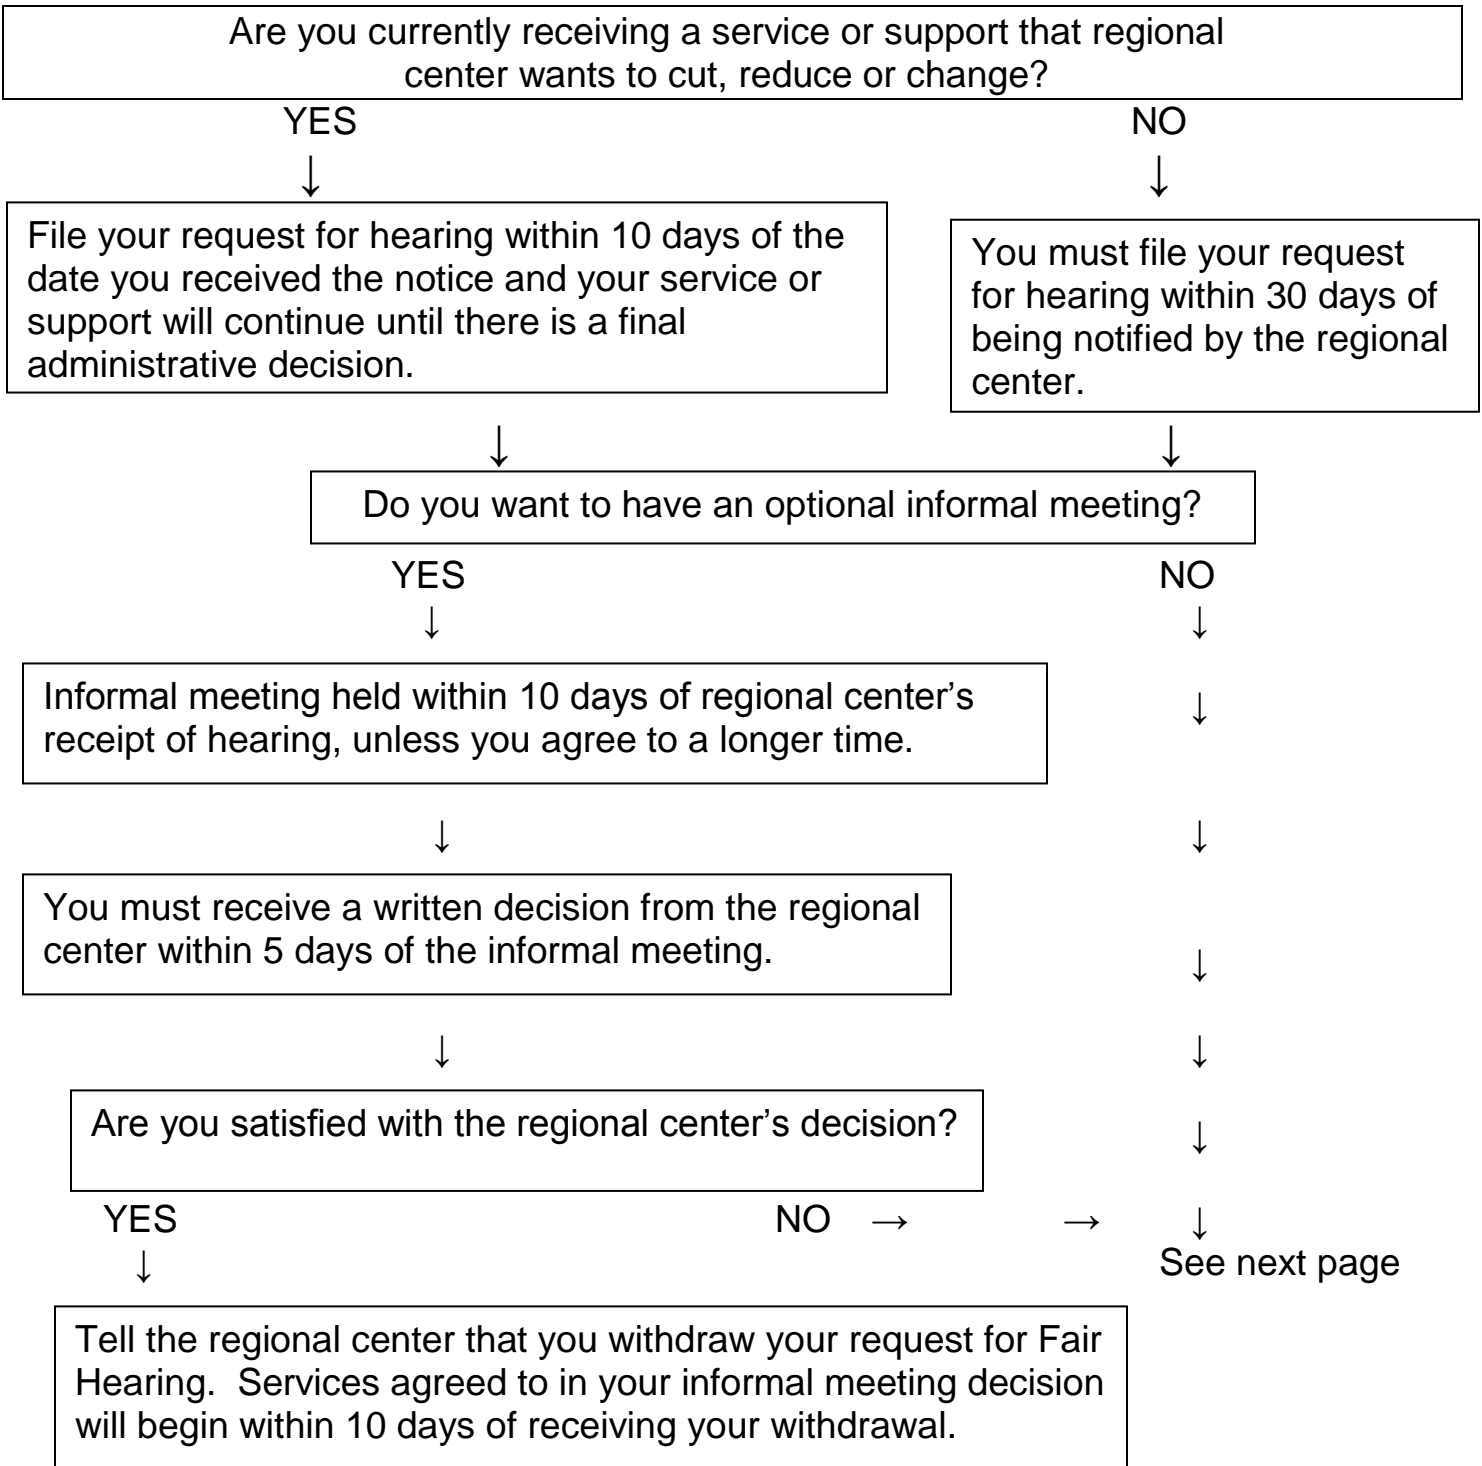 Are you currently receiving a service or support that regional
center wants to cut, reduce or change?
YES
NO
↓
↓
File your request for hearing within 10 days of the
date you received the notice and your service or
support will continue until there is a final
administrative decision.
You must file your request
for hearing within 30 days of
being notified by the regional
center.
↓
↓
Do you want to have an optional informal meeting?
YES
NO
↓
↓
Informal meeting held within 10 days of regional center’s
receipt of hearing, unless you agree to a longer time.
↓
↓
↓
You must receive a written decision from the regional
center within 5 days of the informal meeting.
↓
↓
↓
Are you satisfied with the regional center’s decision?
↓
YES
NO → → ↓
↓
See next page
Tell the regional center that you withdraw your request for Fair
Hearing. Services agreed to in your informal meeting decision
will begin within 10 days of receiving your withdrawal.